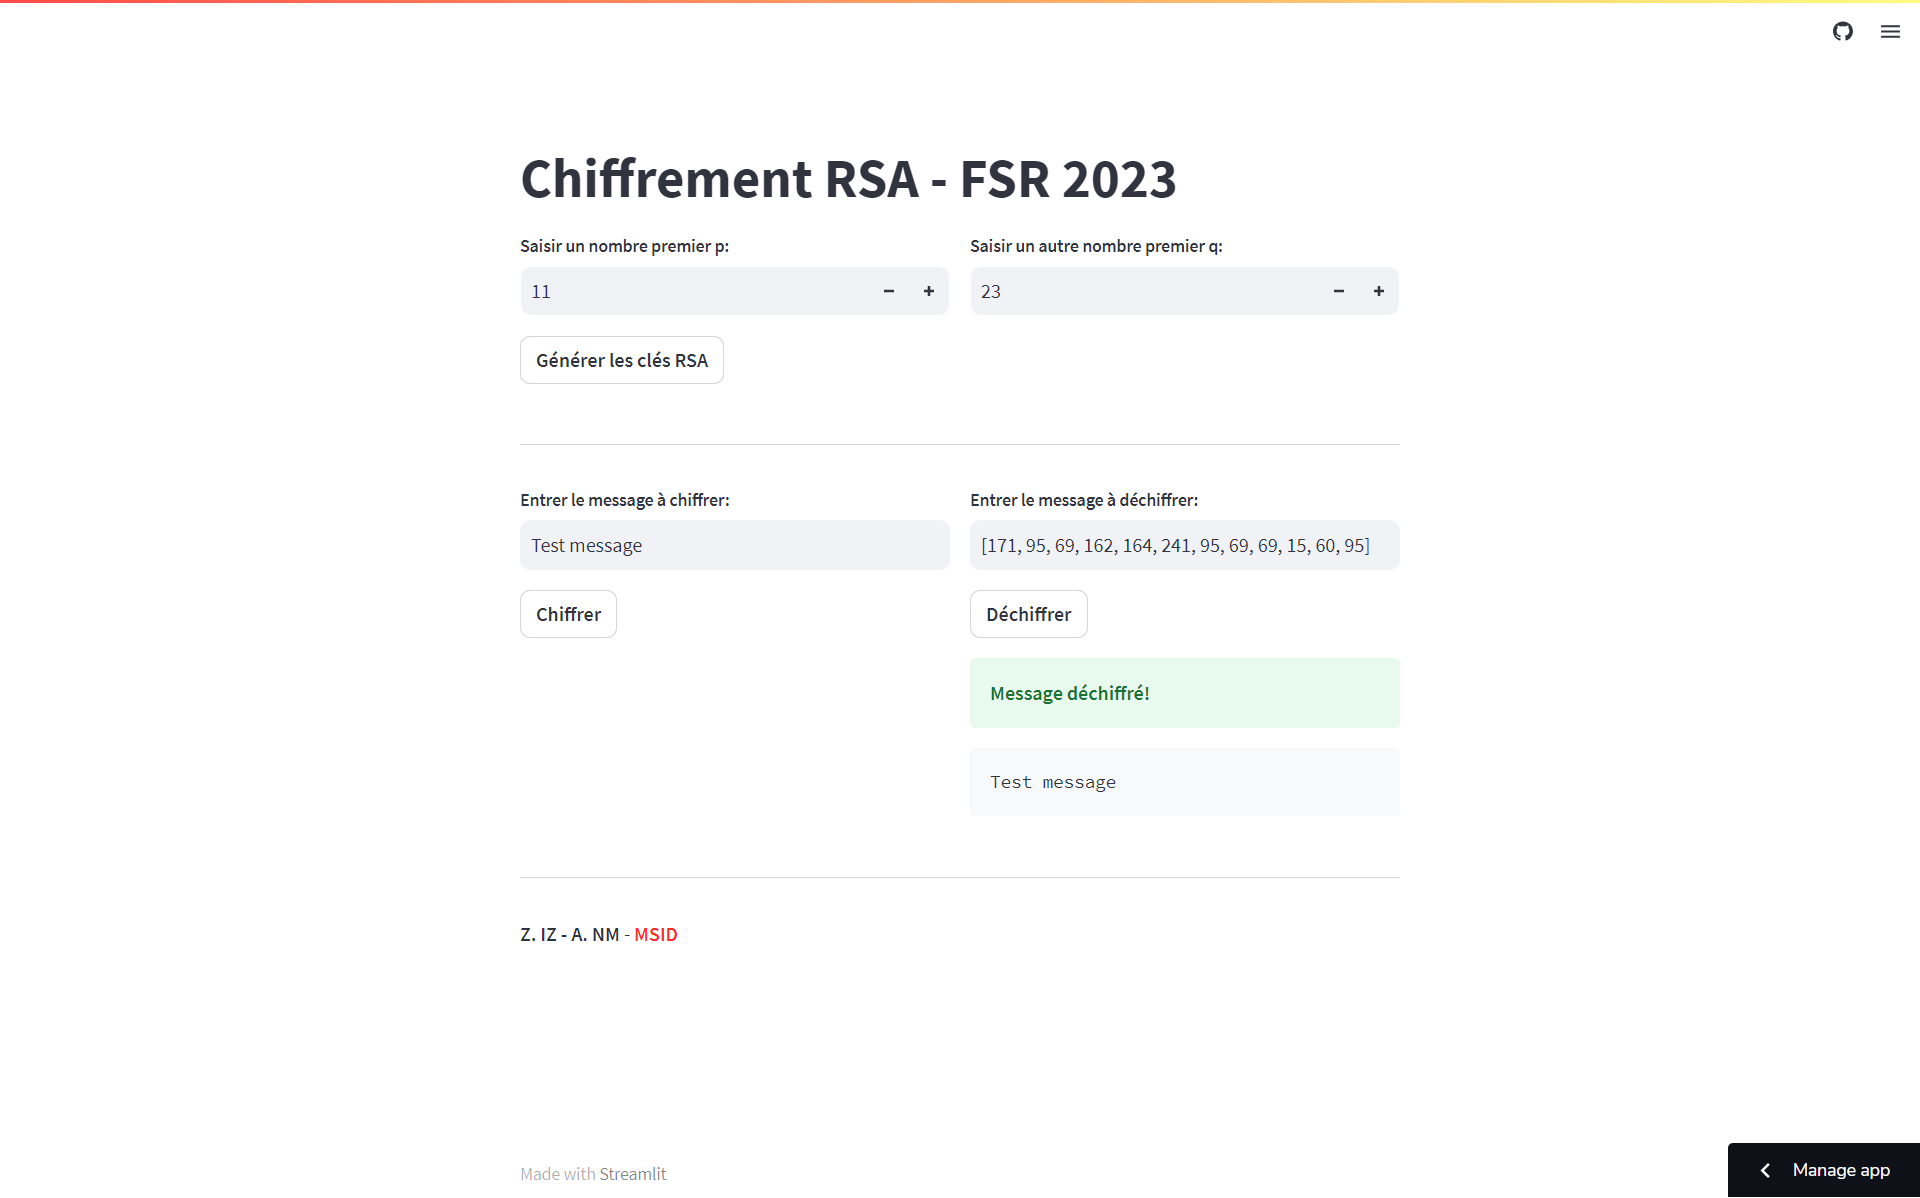 Chiffrement RSA - FSR 2023
Saisir un nombre premier p:
11
Saisir un autre nombre premier q:
23
Générer les clés RSA
Entrer le message à chiffrer:
Test message
Chiffrer
Entrer le message à déchiffrer:
[171, 95, 69, 162, 164, 241, 95, 69, 69, 15, 60, 95]
Déchiffrer
Message déchiffré!
Test message
Z. IZ - A. NM - MSID
Made with Streamlit
Manage app